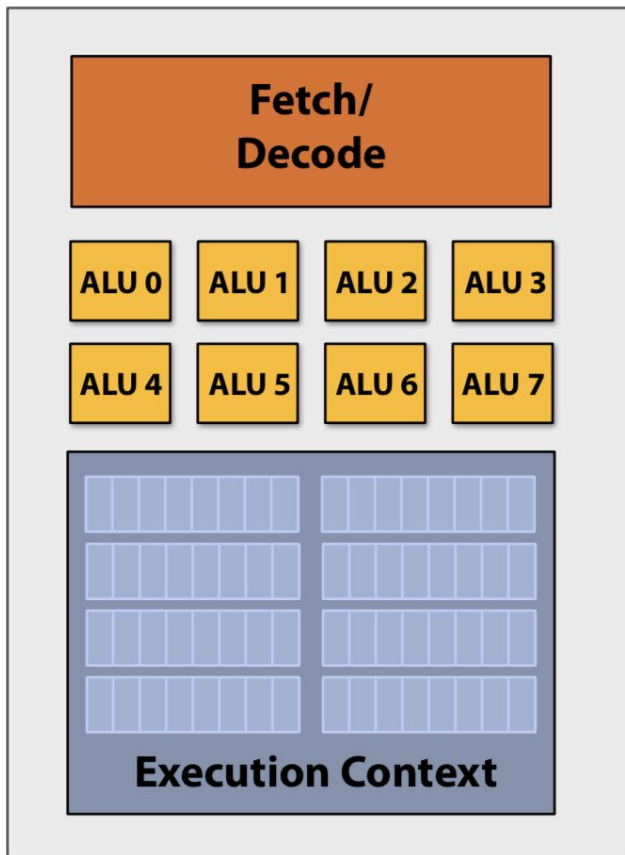 Fetch/
Decode
ALU 0 ALU 1 ALU 2 ALU 3
ALU 4 ALU 5 ALU 6 ALU 7
Execution Context